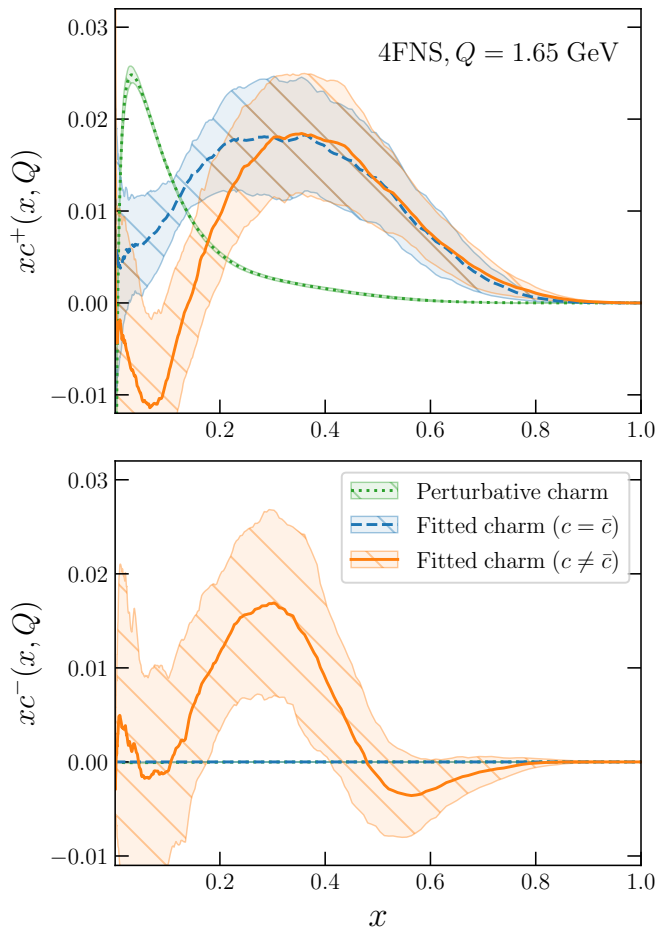 0.03
4FNS, Q = 1.65 GeV
0.02
0.01
0.00
−0.01
xc⁺(x, Q)
0.2 0.4 0.6 0.8 1.0
0.03
Perturbative charm
Fitted charm (c = c̄)
Fitted charm (c ≠ c̄)
0.02
0.01
0.00
−0.01
xc⁻(x, Q)
0.2 0.4 0.6 0.8 1.0
x